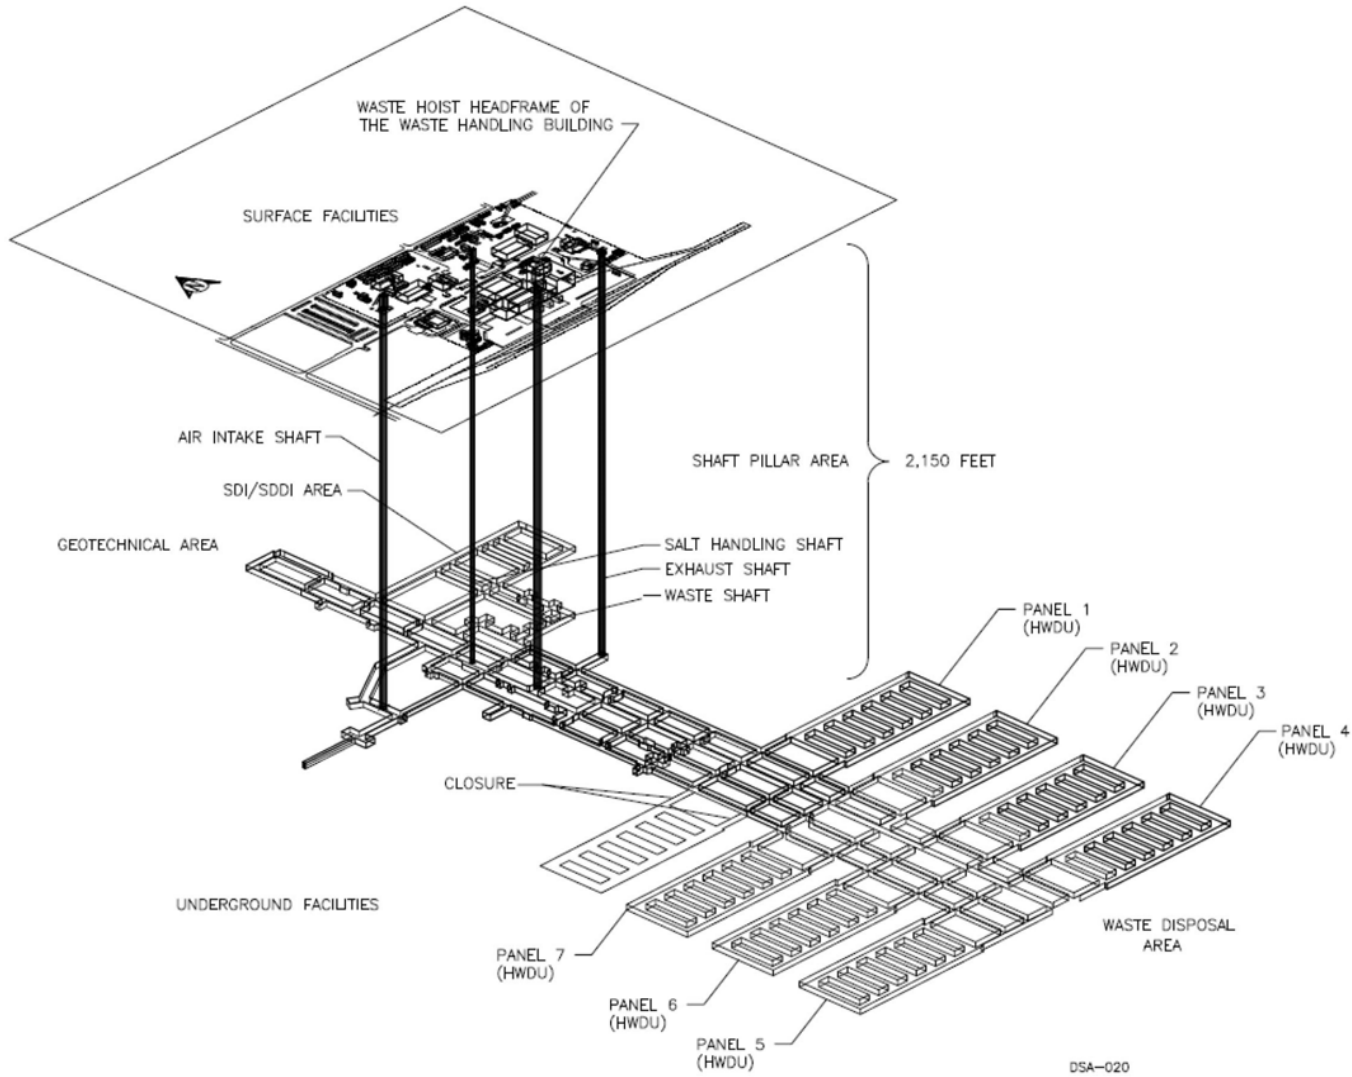 WASTE HOIST HEADFRAME OF
THE WASTE HANDLING BUILDING
SURFACE FACILITIES
AIR INTAKE SHAFT
SHAFT PILLAR AREA
2,150 FEET
SDI/SDDI AREA
GEOTECHNICAL AREA
SALT HANDLING SHAFT
EXHAUST SHAFT
WASTE SHAFT
PANEL 1
(HWDU)
PANEL 2
(HWDU)
PANEL 3
(HWDU)
PANEL 4
(HWDU)
CLOSURE
UNDERGROUND FACILITIES
WASTE DISPOSAL
AREA
PANEL 7
(HWDU)
PANEL 6
(HWDU)
PANEL 5
(HWDU)
DSA-020